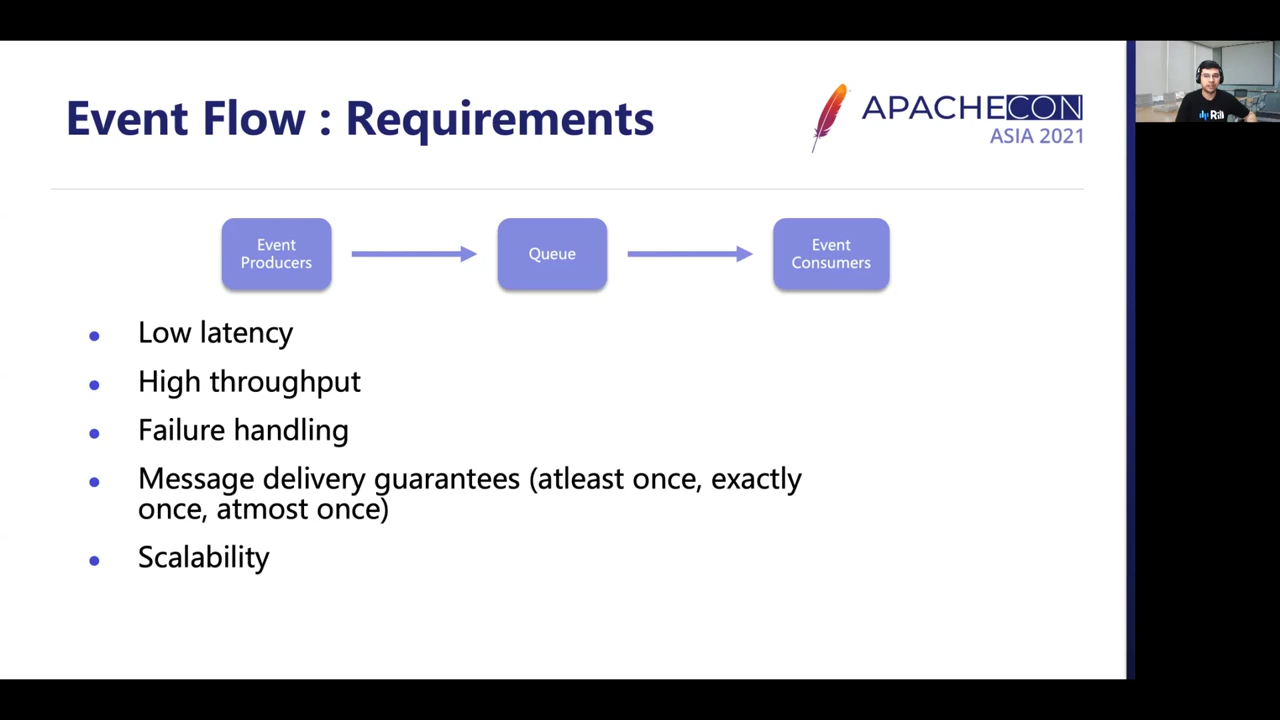 Event Flow : Requirements
APACHECON
ASIA 2021
Event
Producers
Queue
Event
Consumers
Low latency
High throughput
Failure handling
Message delivery guarantees (atleast once, exactly
once, atmost once)
Scalability
Rill